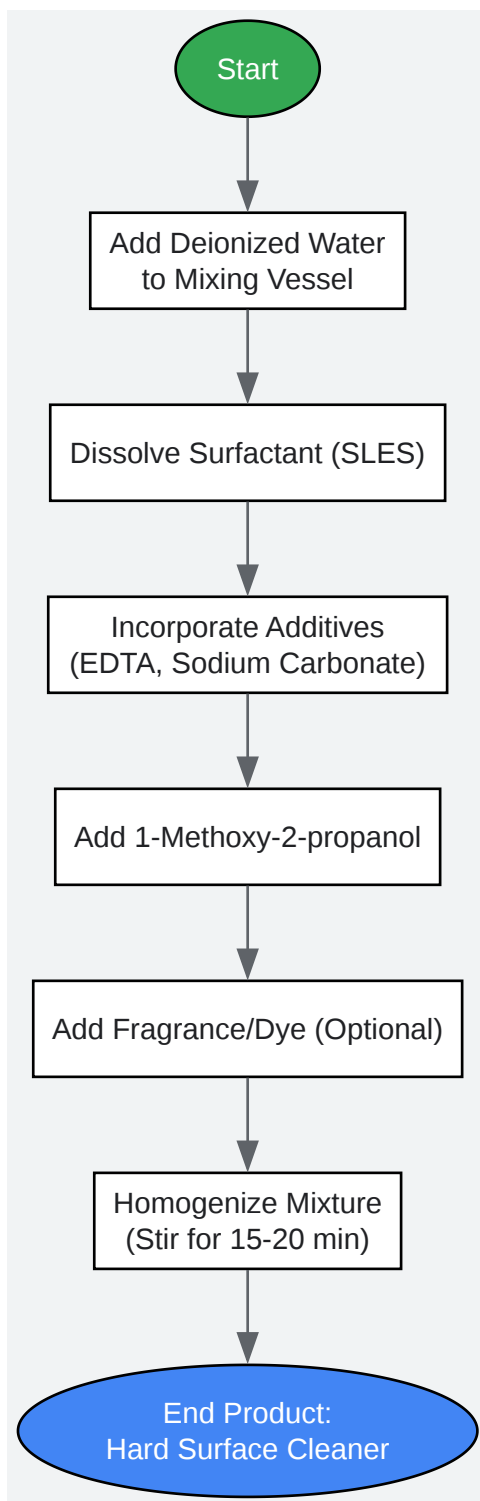 Start
Add Deionized Water
to Mixing Vessel
Dissolve Surfactant (SLES)
Incorporate Additives
(EDTA, Sodium Carbonate)
Add 1-Methoxy-2-propanol
Add Fragrance/Dye (Optional)
Homogenize Mixture
(Stir for 15-20 min)
End Product:
Hard Surface Cleaner